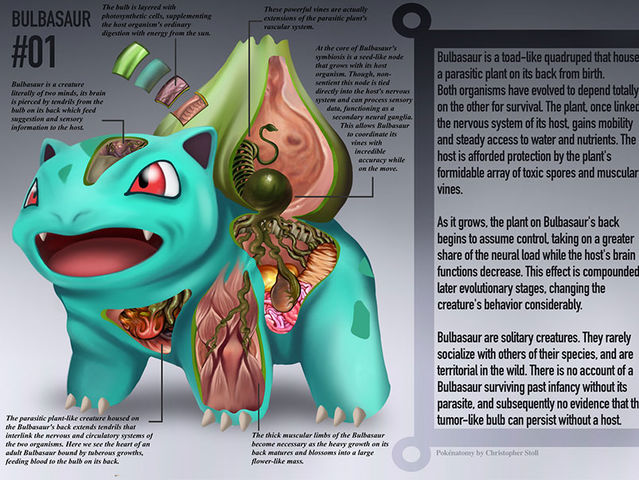 BULBASAUR
#01
The bulb is layered with
photosynthetic cells, supplementing
the host organism's ordinary
digestion with energy from the sun.
These powerful vines are actually
extensions of the parasitic plant's
vascular system.
At the core of Bulbasaur's
symbiosis is a seed-like node
that grows with its host
organism. Though, non-
sentient this node is tied
directly into the host's nervous
system and can process sensory
data, functioning as a
secondary neural ganglia.
This allows Bulbasaur
to coordinate its
vines with
incredible
accuracy while
on the move.
Bulbasaur is a creature
literally of two minds, its brain
is pierced by tendrils from the
bulb on its back which feed
suggestion and sensory
information to the host.
The parasitic plant-like creature housed on
the Bulbasaur's back extends tendrils that
interlink the nervous and circulatory systems of
the two organisms. Here we see the heart of an
adult Bulbasaur bound by tuberous growths,
feeding blood to the bulb on its back.
The thick muscular limbs of the Bulbasaur
become necessary as the heavy growth on its
back matures and blossoms into a large
flower-like mass.
Bulbasaur is a toad-like quadruped that house
a parasitic plant on its back from birth.
Both organisms have evolved to depend totally
on the other for survival. The plant, once linked
the nervous system of its host, gains mobility
and steady access to water and nutrients. The
host is afforded protection by the plant's
formidable array of toxic spores and muscular
vines.
As it grows, the plant on Bulbasaur's back
begins to assume control, taking on a greater
share of the neural load while the host's brain
functions decrease. This effect is compounded
later evolutionary stages, changing the
creature's behavior considerably.
Bulbasaur are solitary creatures. They rarely
socialize with others of their species, and are
territorial in the wild. There is no account of a
Bulbasaur surviving past infancy without its
parasite, and subsequently no evidence that th
tumor-like bulb can persist without a host.
Pokénatomy by Christopher Stoll